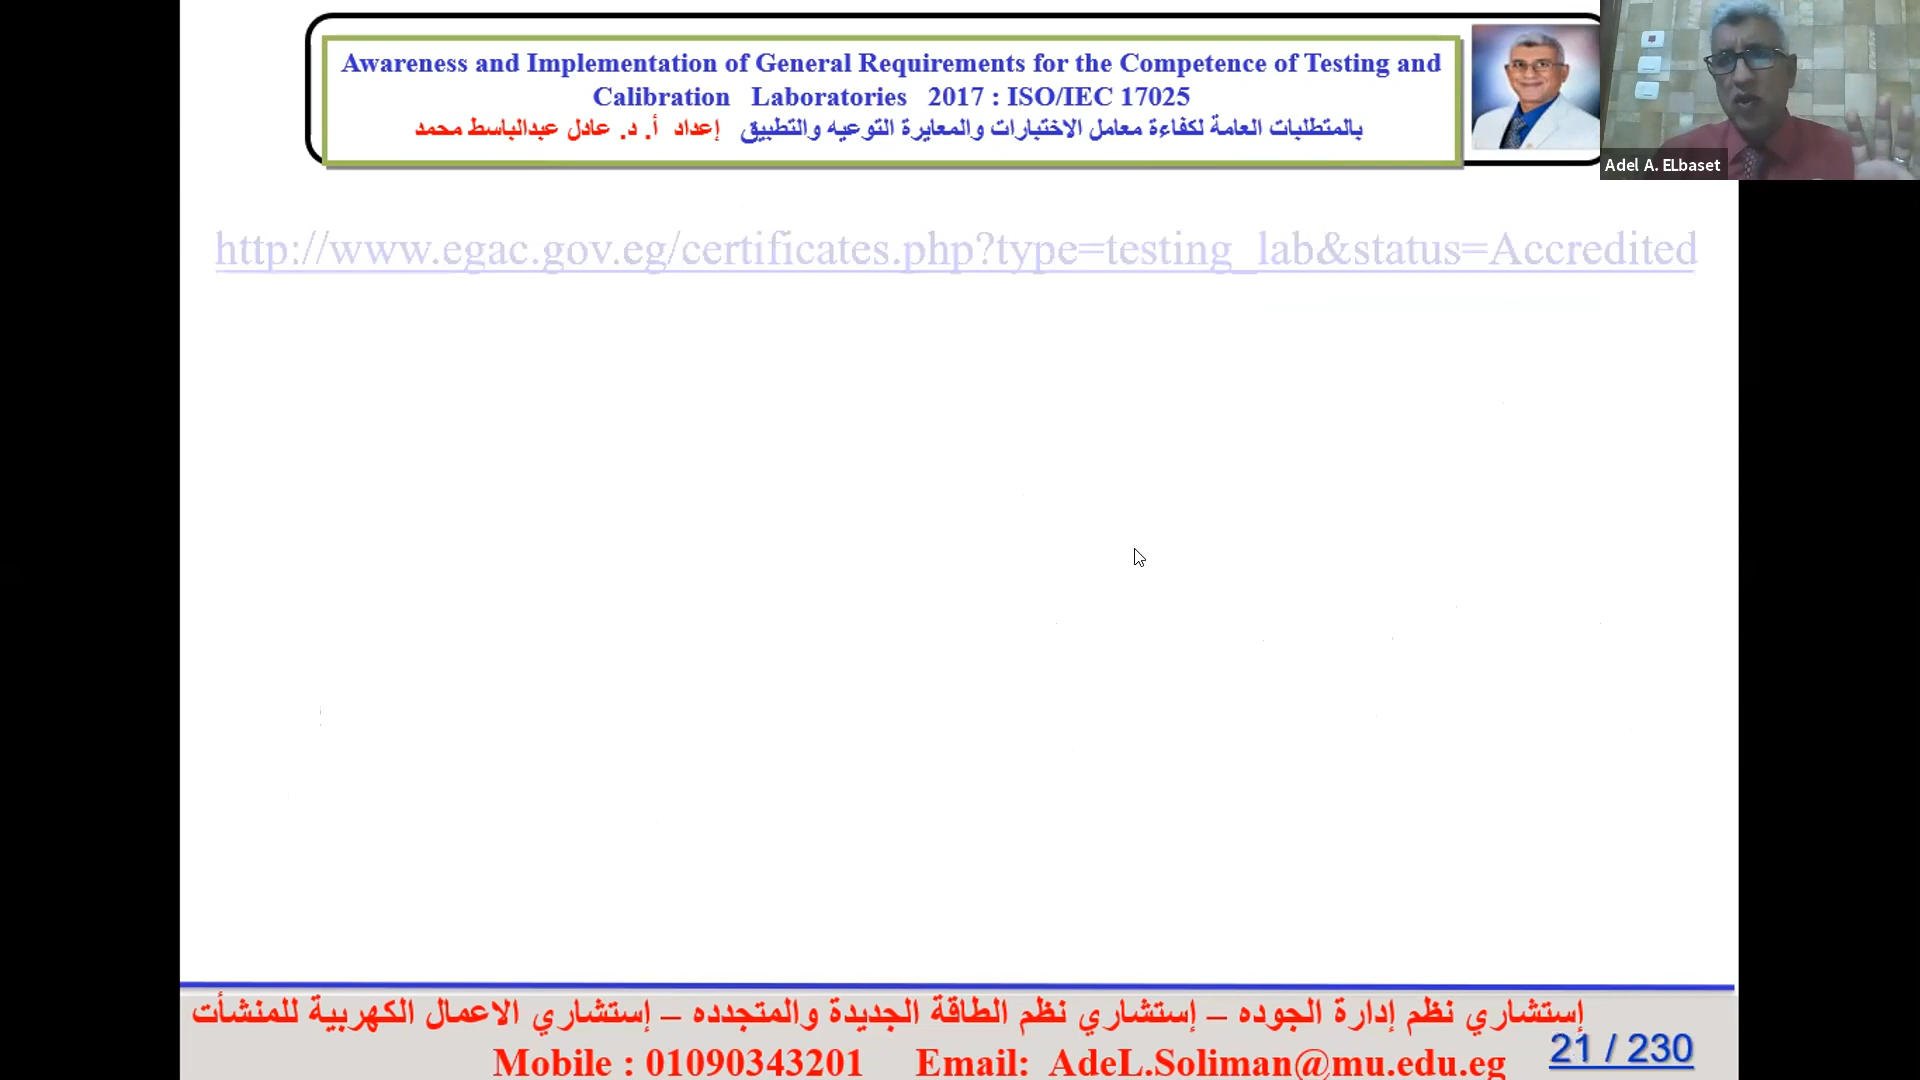 Awareness and Implementation of General Requirements for the Competence of Testing and
Calibration Laboratories 2017 : ISO/IEC 17025
بالمتطلبات العامة لكفاءة معامل الاختبارات والمعايرة التوعيه والتطبيق إعداد أ. د. عادل عبدالباسط محمد
Adel A. ELbaset
http://www.egac.gov.eg/certificates.php?type=testing_lab&status=Accredited
إستشاري نظم إدارة الجوده – إستشاري نظم الطاقة الجديدة والمتجدده – إستشاري الاعمال الكهربية للمنشأت
Mobile : 01090343201 Email: AdeL.Soliman@mu.edu.eg
21 / 230